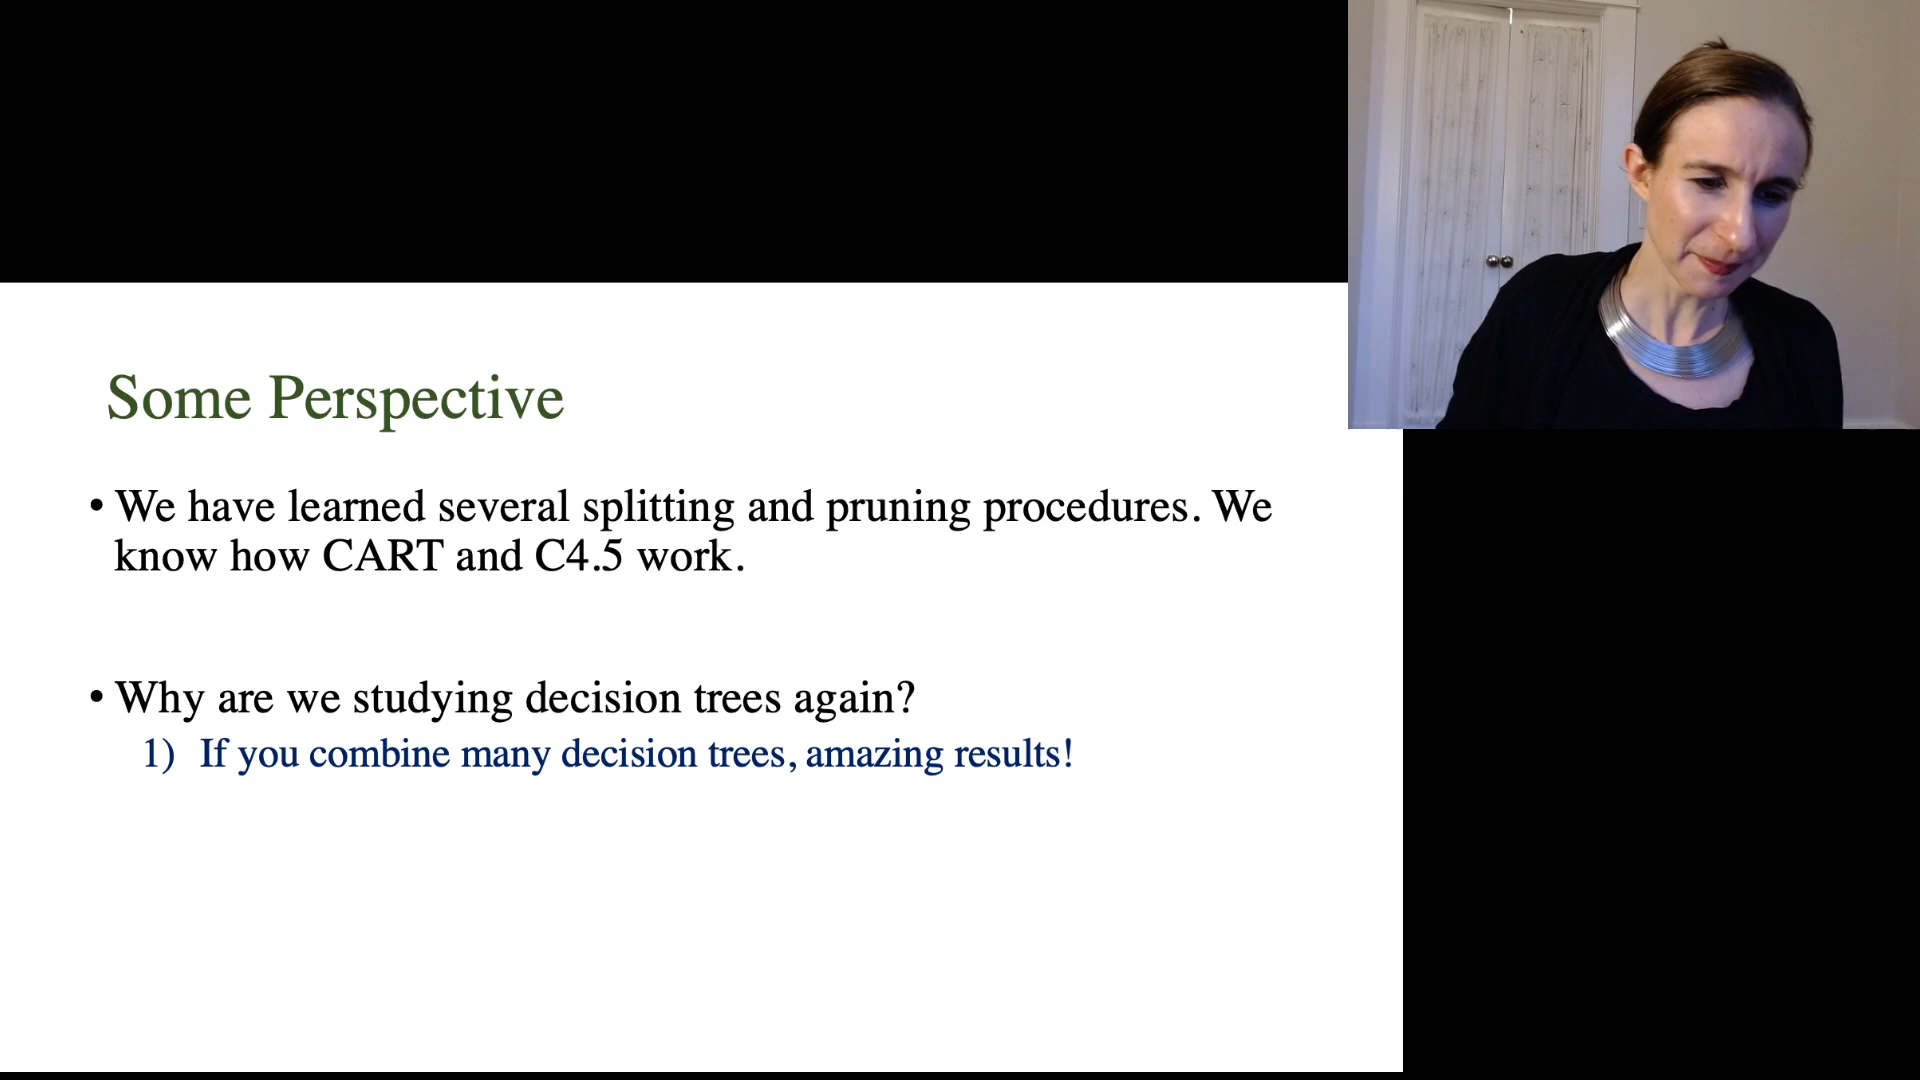 Some Perspective
• We have learned several splitting and pruning procedures. We
know how CART and C4.5 work.
• Why are we studying decision trees again?
1) If you combine many decision trees, amazing results!